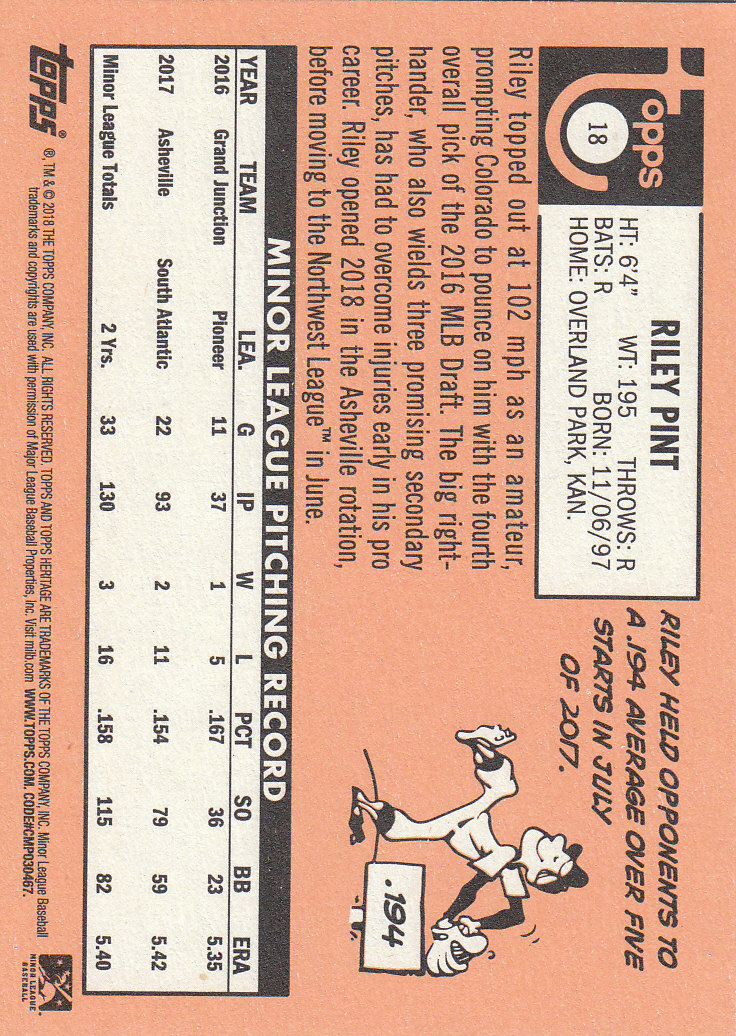 topps
18
RILEY PINT
HT: 6'4" WT: 195 THROWS: R
BATS: R BORN: 11/06/97
HOME: OVERLAND PARK, KAN.
RILEY HELD OPPONENTS TO
A .194 AVERAGE OVER FIVE
STARTS IN JULY
OF 2017.
.194
Riley topped out at 102 mph as an amateur,
prompting Colorado to pounce on him with the fourth
overall pick of the 2016 MLB Draft. The big right-
hander, who also wields three promising secondary
pitches, has had to overcome injuries early in his pro
career. Riley opened 2018 in the Asheville rotation,
before moving to the Northwest League™ in June.
MINOR LEAGUE PITCHING RECORD
YEAR TEAM LEA. G IP W L PCT SO BB ERA
2016 Grand Junction Pioneer 11 37 1 5 .167 36 23 5.35
2017 Asheville South Atlantic 22 93 2 11 .154 79 59 5.42
Minor League Totals 2 Yrs. 33 130 3 16 .158 115 82 5.40
topps®
®, TM & © 2018 THE TOPPS COMPANY, INC. ALL RIGHTS RESERVED. TOPPS AND TOPPS HERITAGE ARE TRADEMARKS OF THE TOPPS COMPANY, INC. Minor League Baseball
trademarks and copyrights are used with permission of Major League Baseball Properties, Inc. Visit milb.com WWW.TOPPS.COM. CODE#CMP030467.
MINOR LEAGUE
BASEBALL